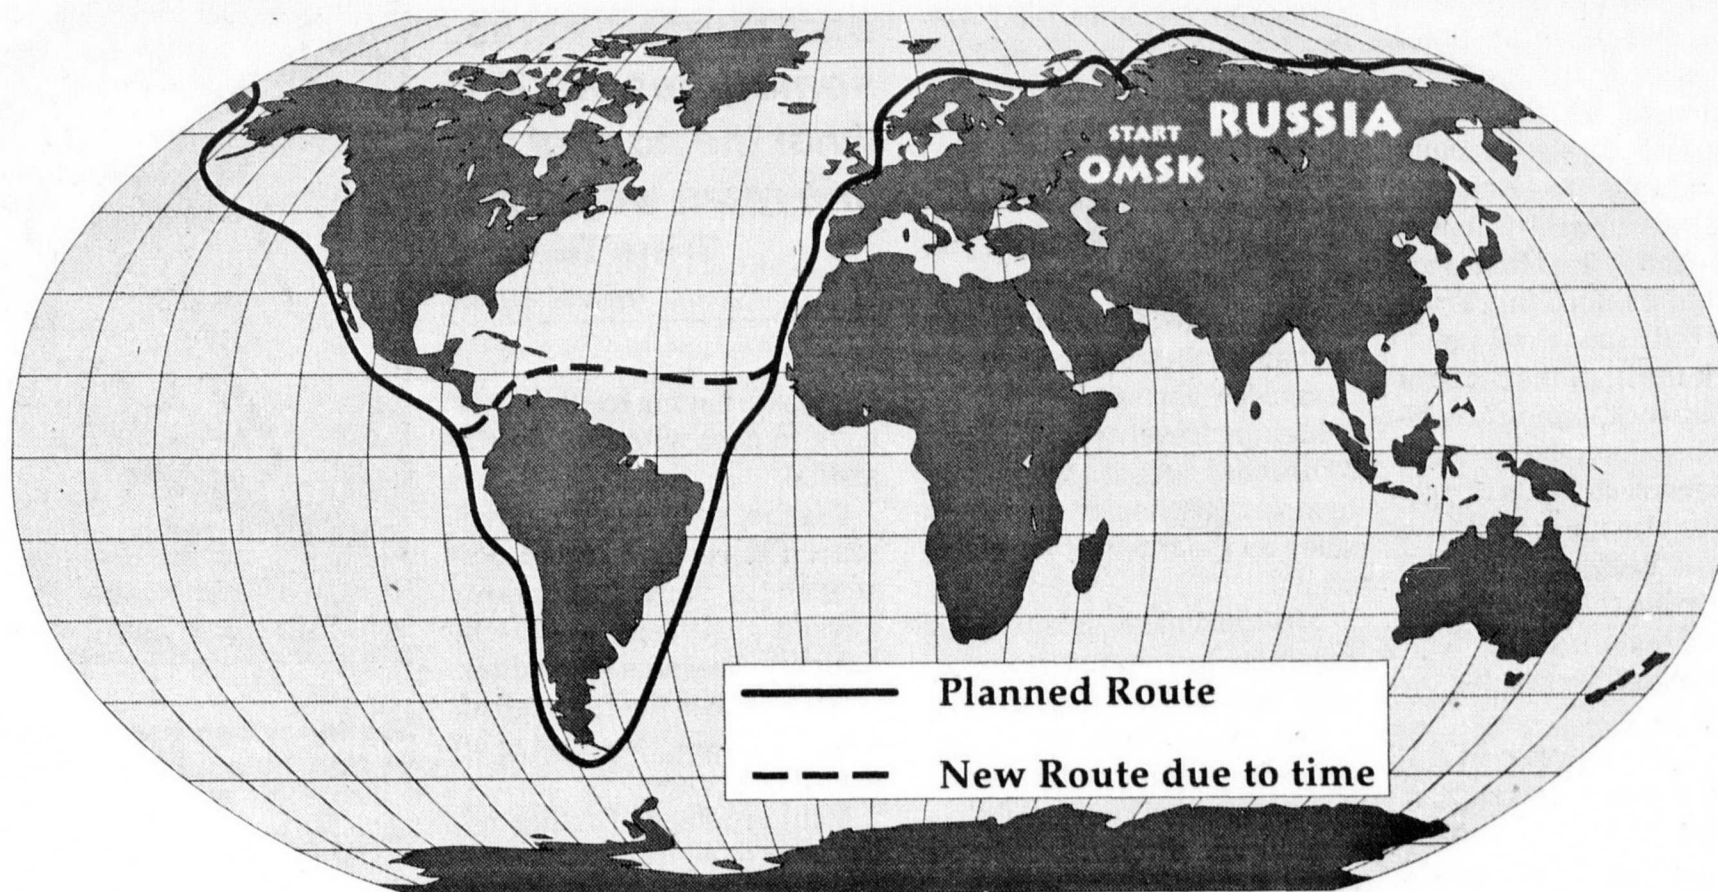 START
RUSSIA
OMSK
Planned Route
New Route due to time